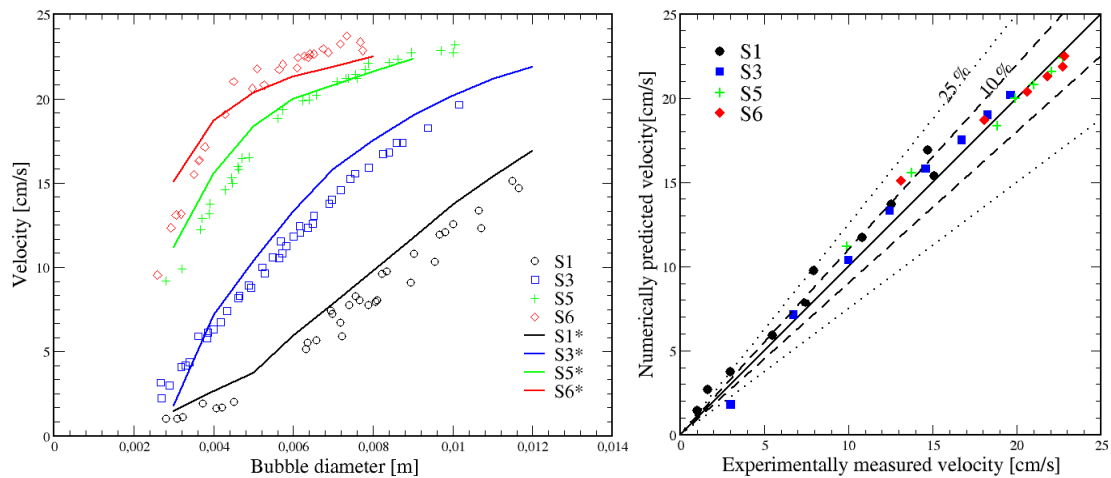 25
20
15
10
5
0
Velocity [cm/s]
0
0,002
0,004
0,006
0,008
0,01
0,012
0,014
Bubble diameter [m]
S1
S3
S5
S6
S1*
S3*
S5*
S6*
25
20
15
10
5
0
Numerically predicted velocity[cm/s]
S1
S3
S5
S6
25 %
10 %
0
5
10
15
20
25
Experimentally measured velocity [cm/s]